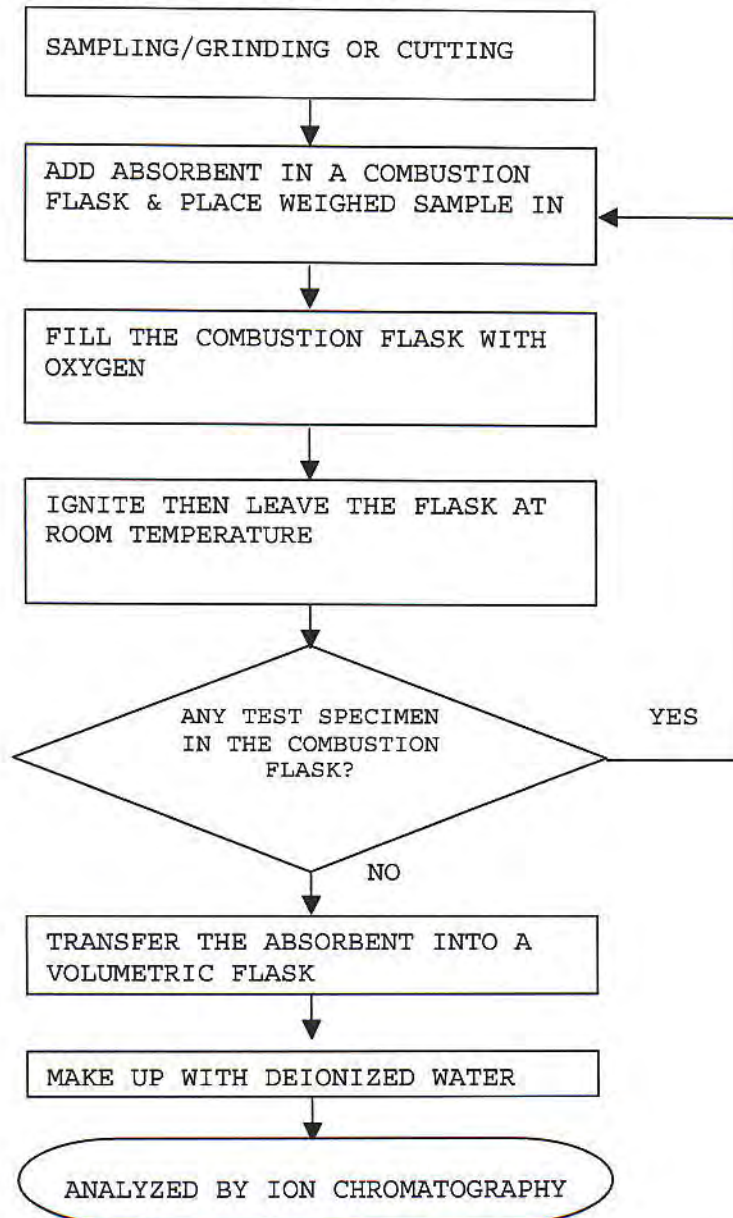 SAMPLING/GRINDING OR CUTTING
ADD ABSORBENT IN A COMBUSTION
FLASK & PLACE WEIGHED SAMPLE IN
FILL THE COMBUSTION FLASK WITH
OXYGEN
IGNITE THEN LEAVE THE FLASK AT
ROOM TEMPERATURE
ANY TEST SPECIMEN
IN THE COMBUSTION
FLASK?
YES
NO
TRANSFER THE ABSORBENT INTO A
VOLUMETRIC FLASK
MAKE UP WITH DEIONIZED WATER
ANALYZED BY ION CHROMATOGRAPHY